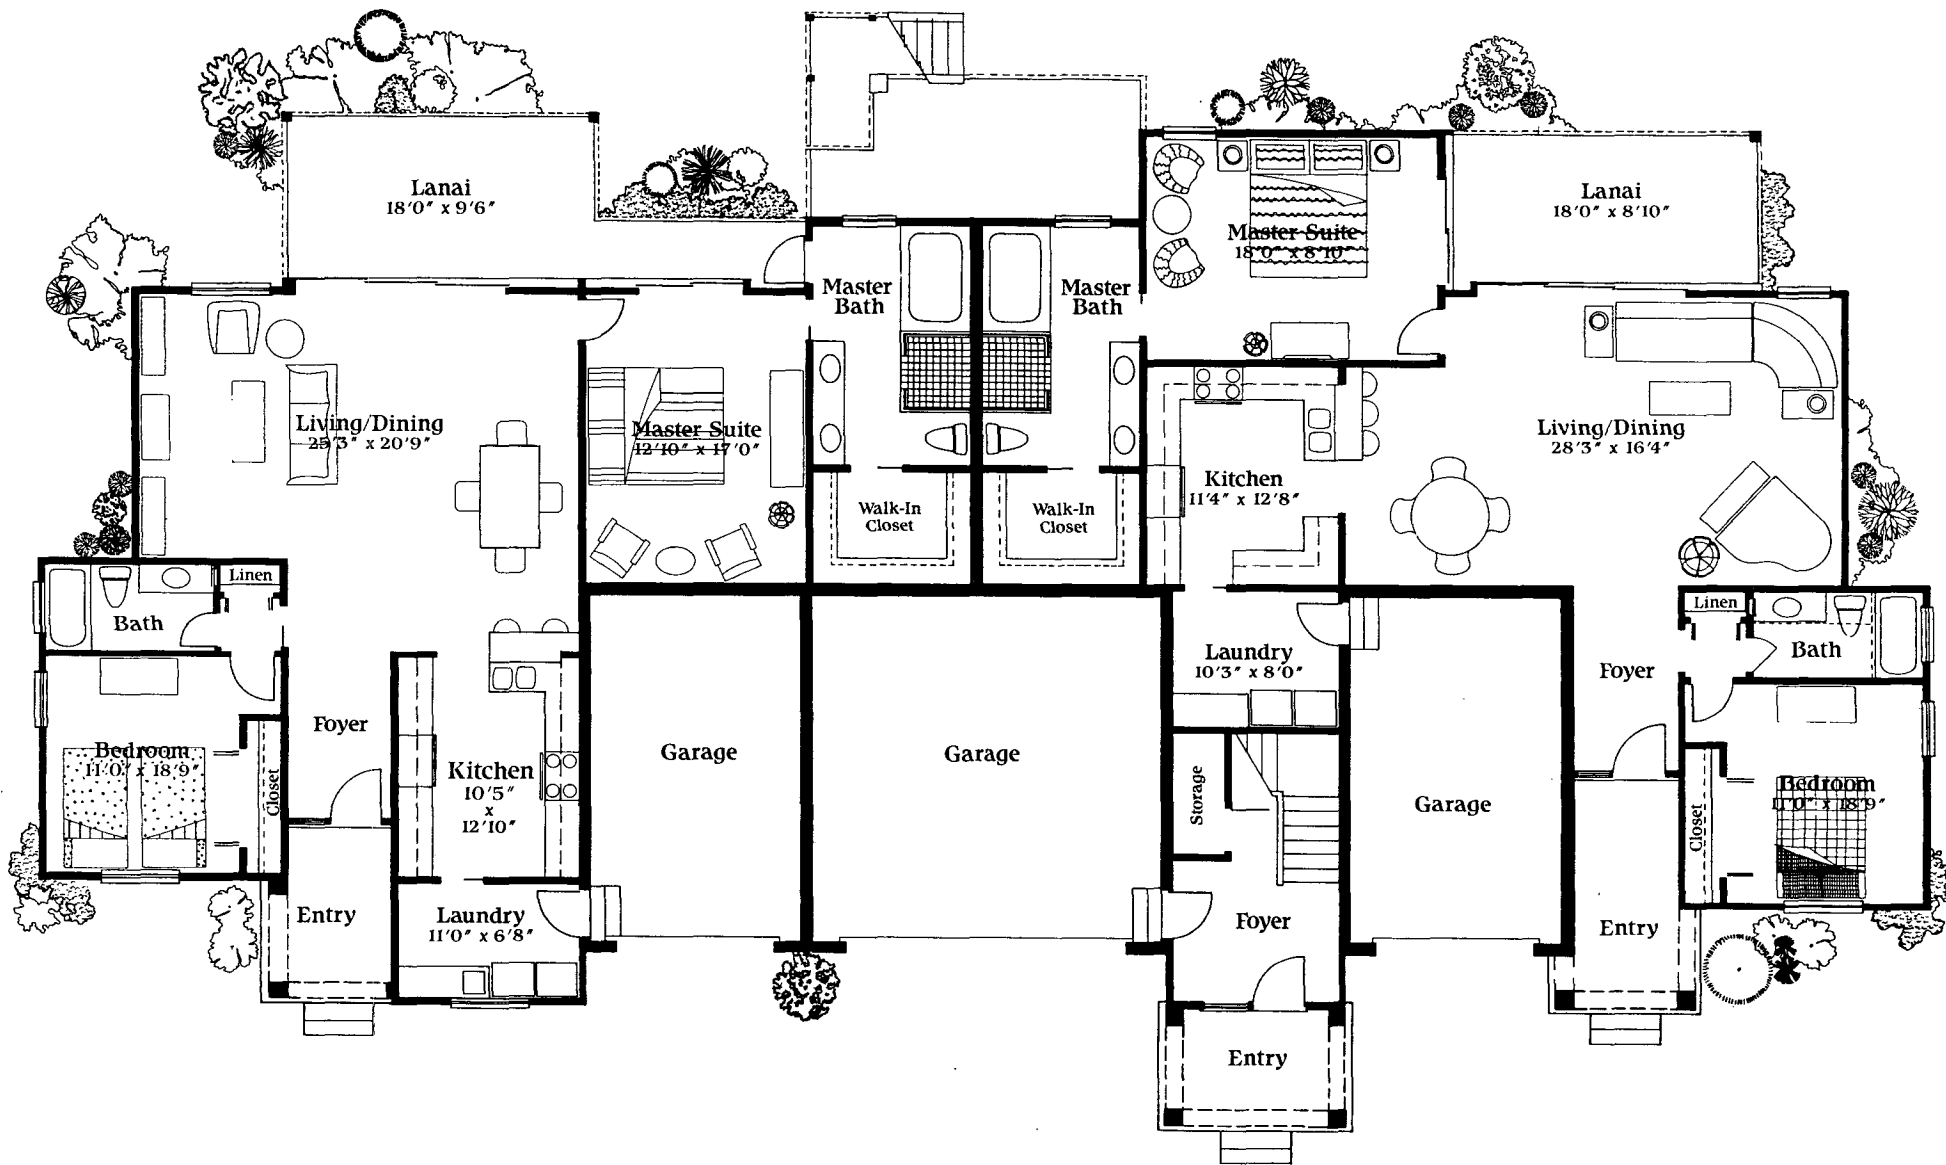 Lanai
18'0" x 9'6"
Lanai
18'0" x 8'10"
Master Suite
18'0" x 8'10"
Master
Bath
Master
Bath
Living/Dining
25'3" x 20'9"
Master Suite
12'10" x 17'0"
Living/Dining
28'3" x 16'4"
Kitchen
11'4" x 12'8"
Walk-In
Closet
Walk-In
Closet
Linen
Bath
Linen
Bath
Laundry
10'3" x 8'0"
Foyer
Foyer
Bedroom
11'0" x 18'9"
Closet
Kitchen
10'5"
x
12'10"
Garage
Garage
Storage
Garage
Closet
Bedroom
11'0" x 18'9"
Entry
Laundry
11'0" x 6'8"
Foyer
Entry
Entry